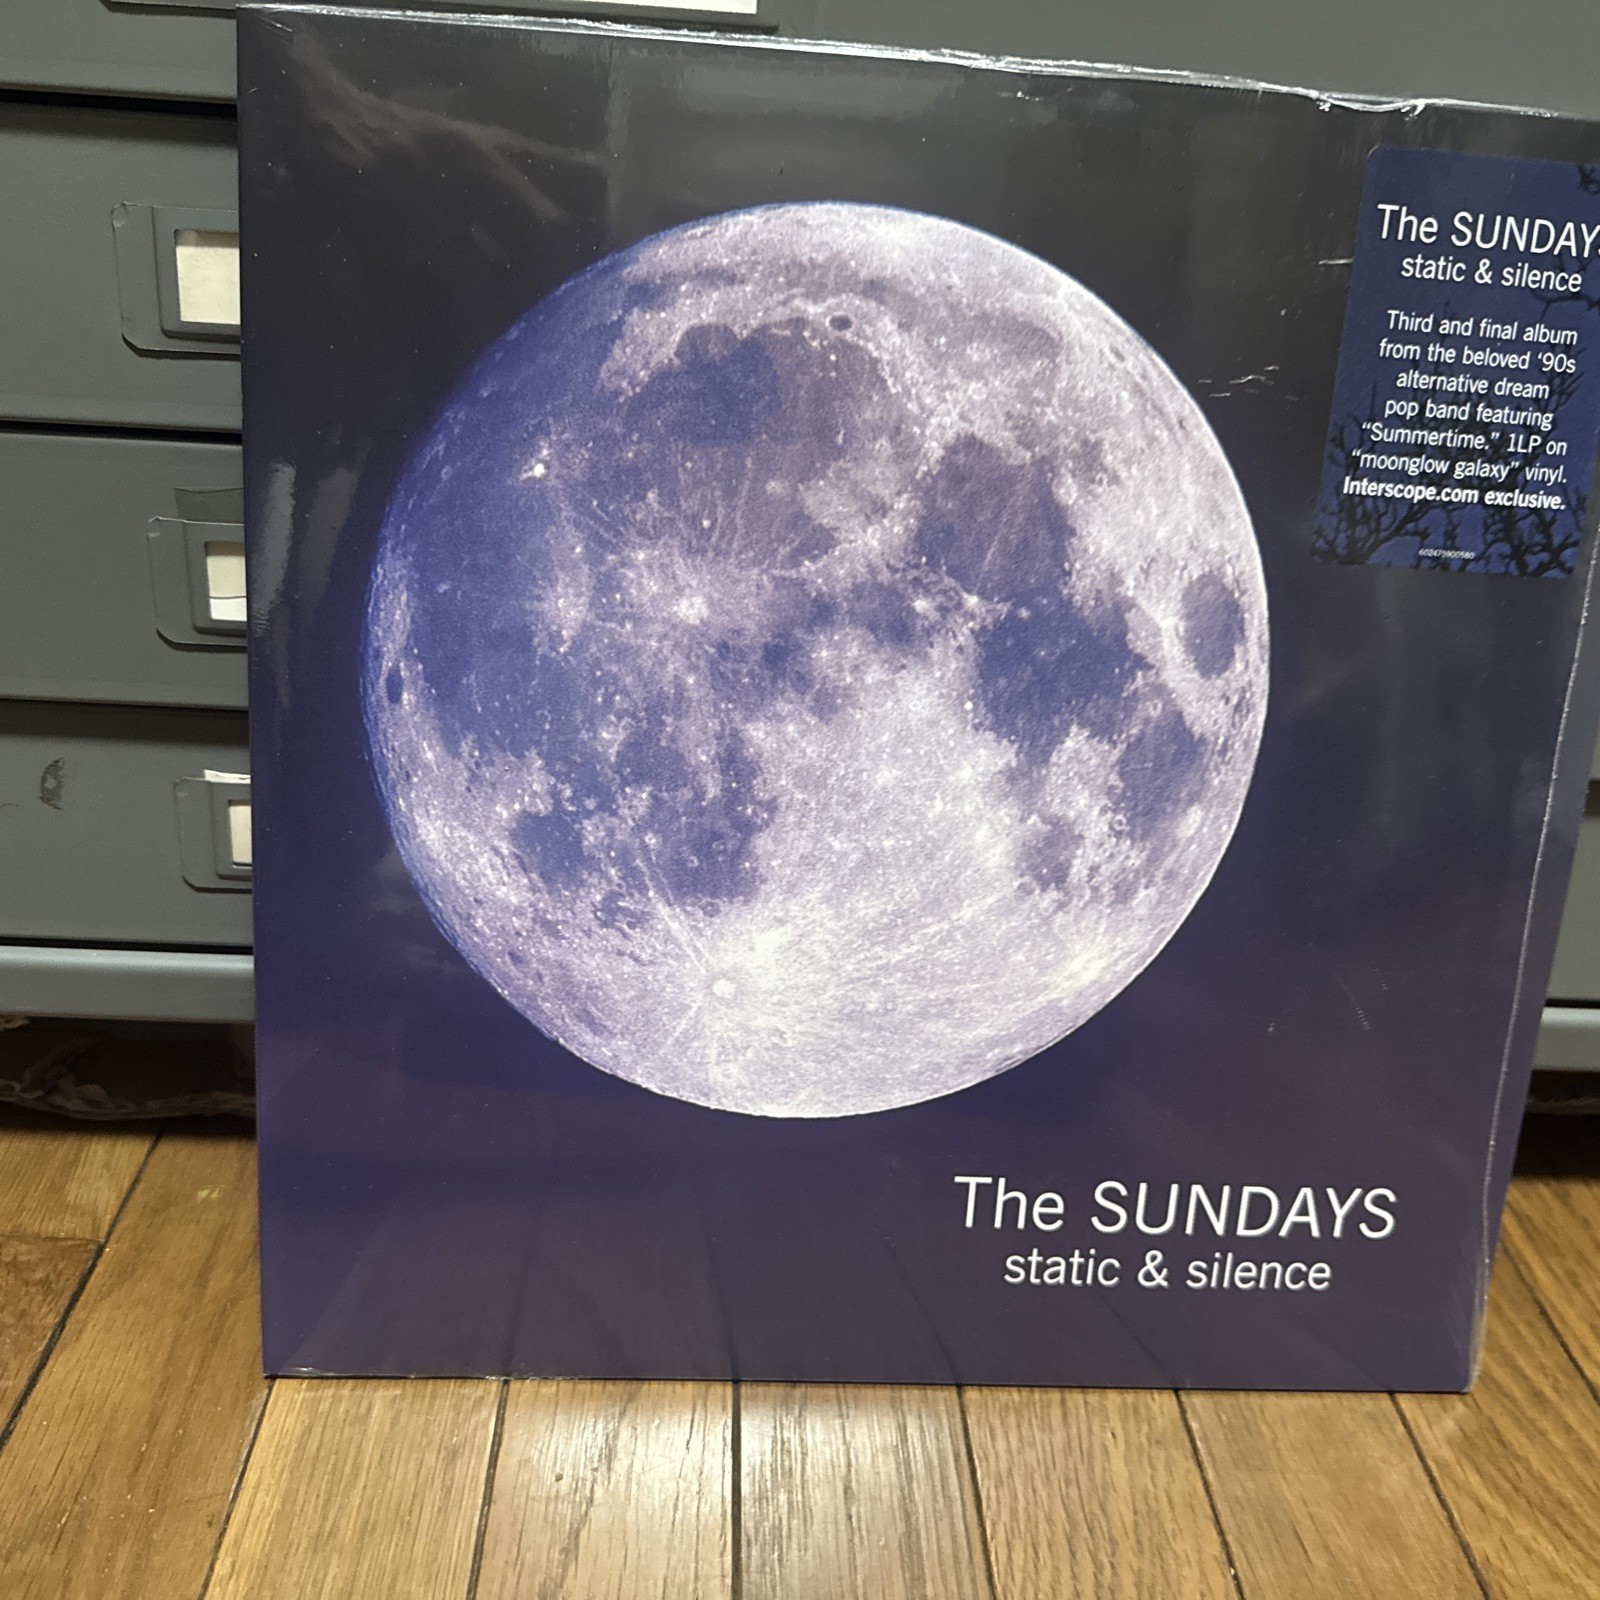 The SUNDAYS
static & silence
Third and final album
from the beloved ‘90s
alternative dream
pop band featuring
“Summertime.” 1LP on
“moonglow galaxy” vinyl.
Interscope.com exclusive.
602475900580
The SUNDAYS
static & silence